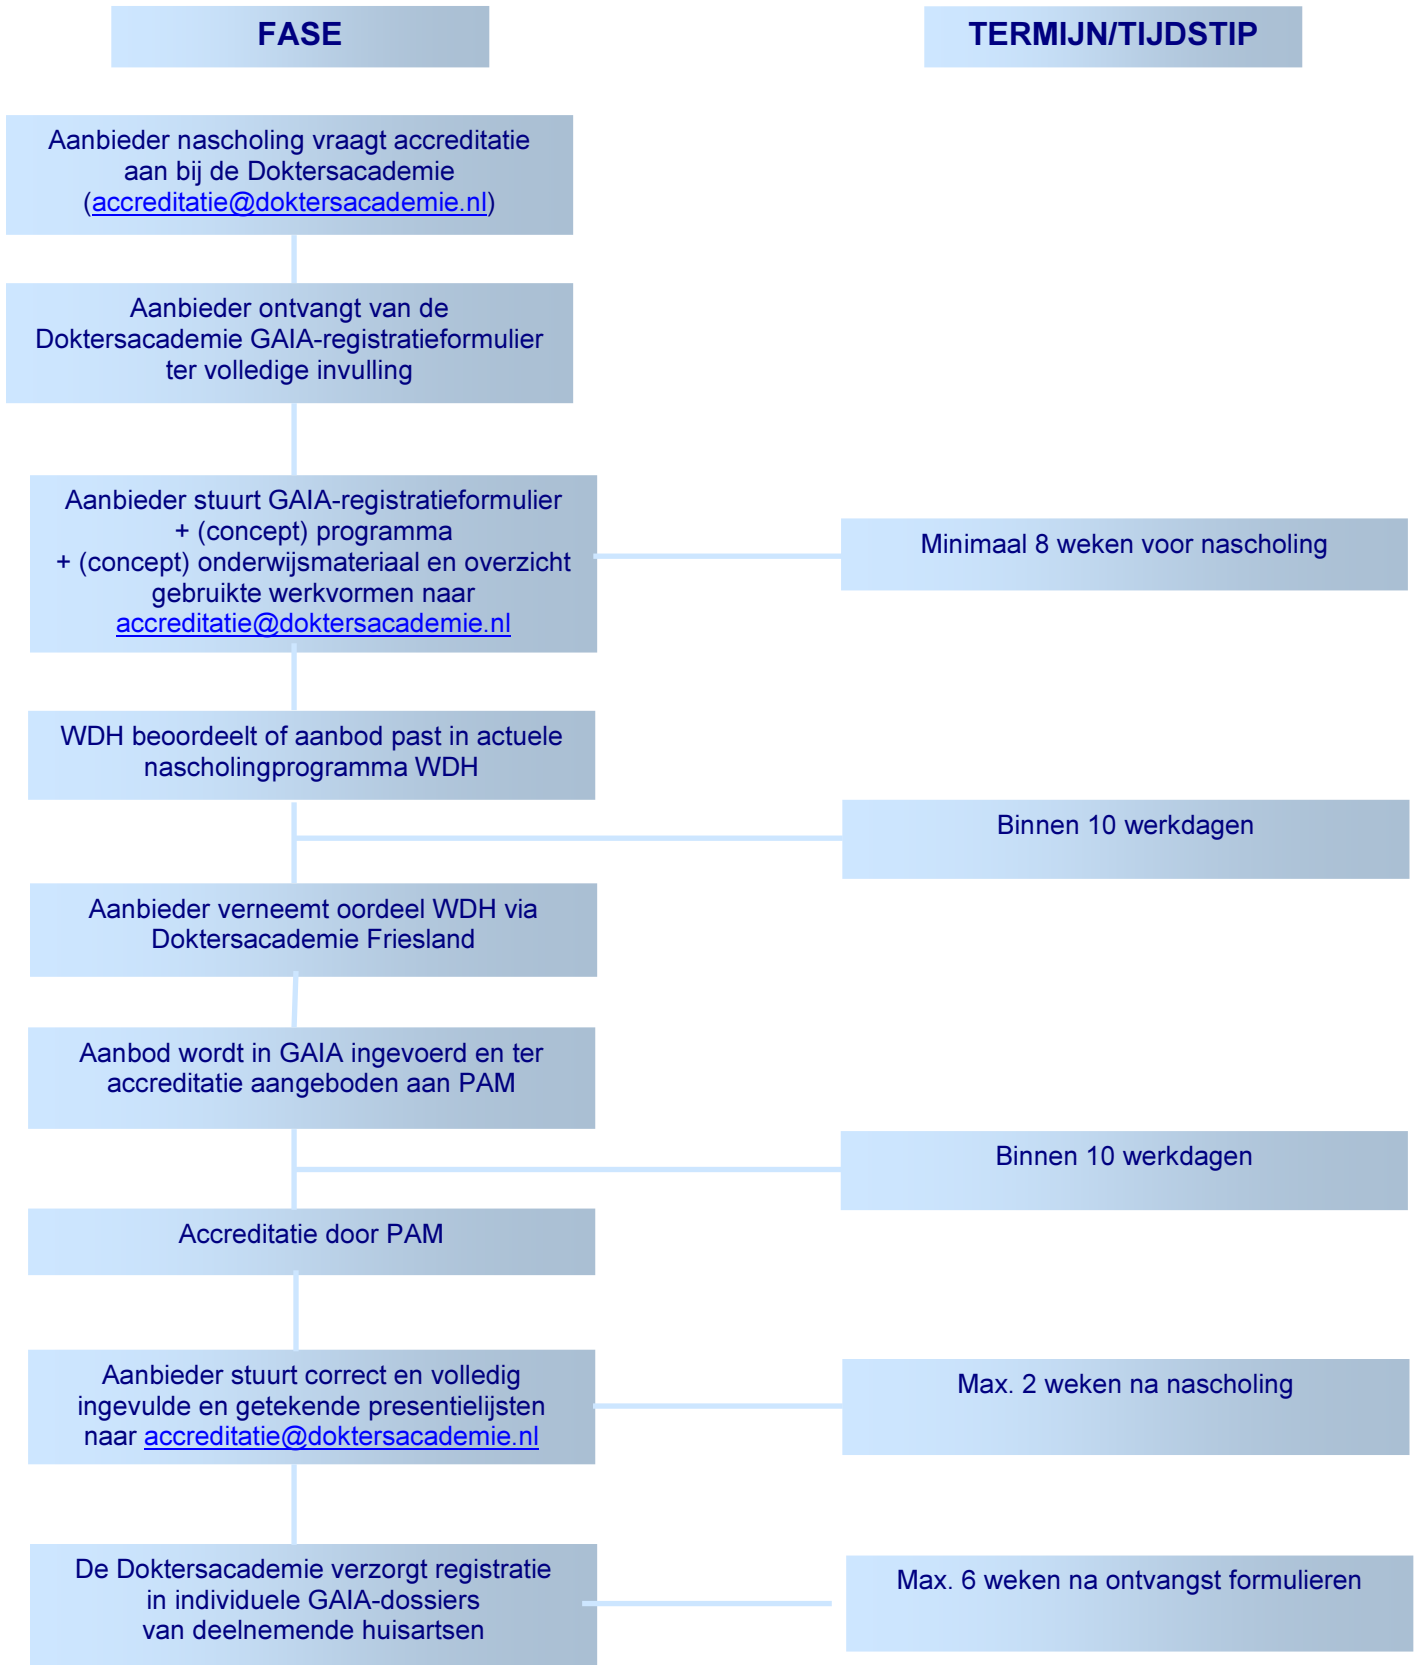 FASE
TERMIJN/TIJDSTIP
Aanbieder nascholing vraagt accreditatie
aan bij de Doktersacademie
(accreditatie@doktersacademie.nl)
Aanbieder ontvangt van de
Doktersacademie GAIA-registratieformulier
ter volledige invulling
Aanbieder stuurt GAIA-registratieformulier
+ (concept) programma
+ (concept) onderwijsmateriaal en overzicht
gebruikte werkvormen naar
accreditatie@doktersacademie.nl
Minimaal 8 weken voor nascholing
WDH beoordeelt of aanbod past in actuele
nascholingprogramma WDH
Binnen 10 werkdagen
Aanbieder verneemt oordeel WDH via
Doktersacademie Friesland
Aanbod wordt in GAIA ingevoerd en ter
accreditatie aangeboden aan PAM
Binnen 10 werkdagen
Accreditatie door PAM
Aanbieder stuurt correct en volledig
ingevulde en getekende presentielijsten
naar accreditatie@doktersacademie.nl
Max. 2 weken na nascholing
De Doktersacademie verzorgt registratie
in individuele GAIA-dossiers
van deelnemende huisartsen
Max. 6 weken na ontvangst formulieren